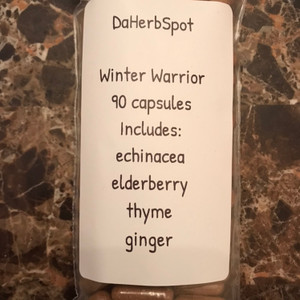 DaHerbSpot
Winter Warrior
90 capsules
Includes:
echinacea
elderberry
thyme
ginger